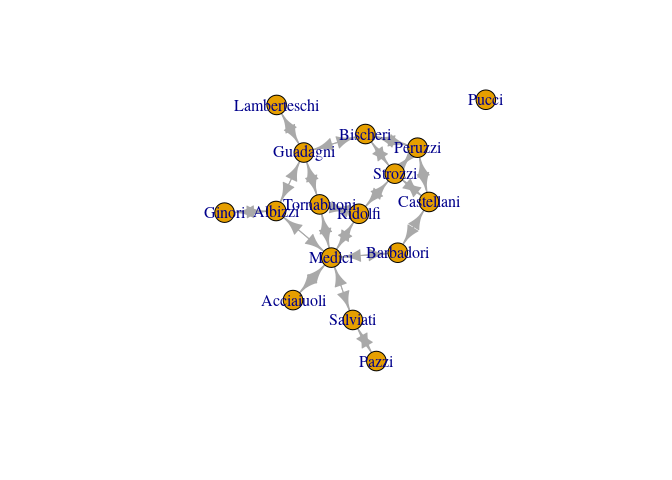 Pucci
Lamberteschi
Bischeri
Peruzzi
Guadagni
Strozzi
Castellani
Tornabuoni
Ginori
Albizzi
Ridolfi
Medici
Barbadori
Acciaiuoli
Salviati
Pazzi